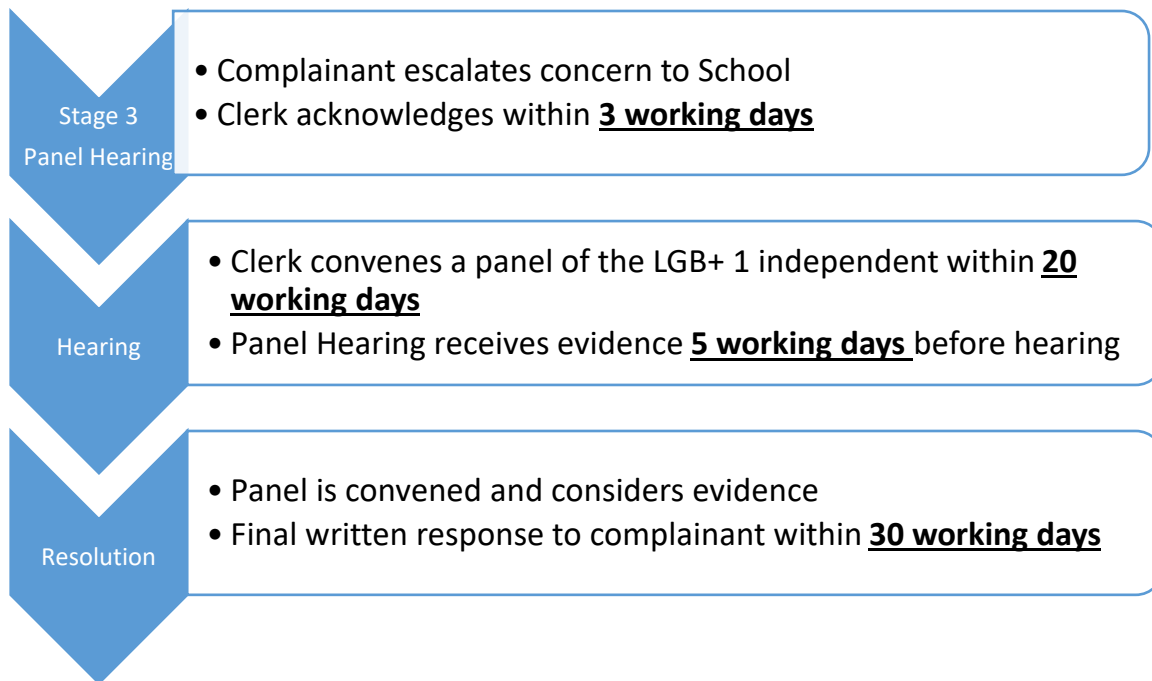 Stage 3
Panel Hearing
• Complainant escalates concern to School
• Clerk acknowledges within 3 working days
Hearing
• Clerk convenes a panel of the LGB+ 1 independent within 20
working days
• Panel Hearing receives evidence 5 working days before hearing
Resolution
• Panel is convened and considers evidence
• Final written response to complainant within 30 working days